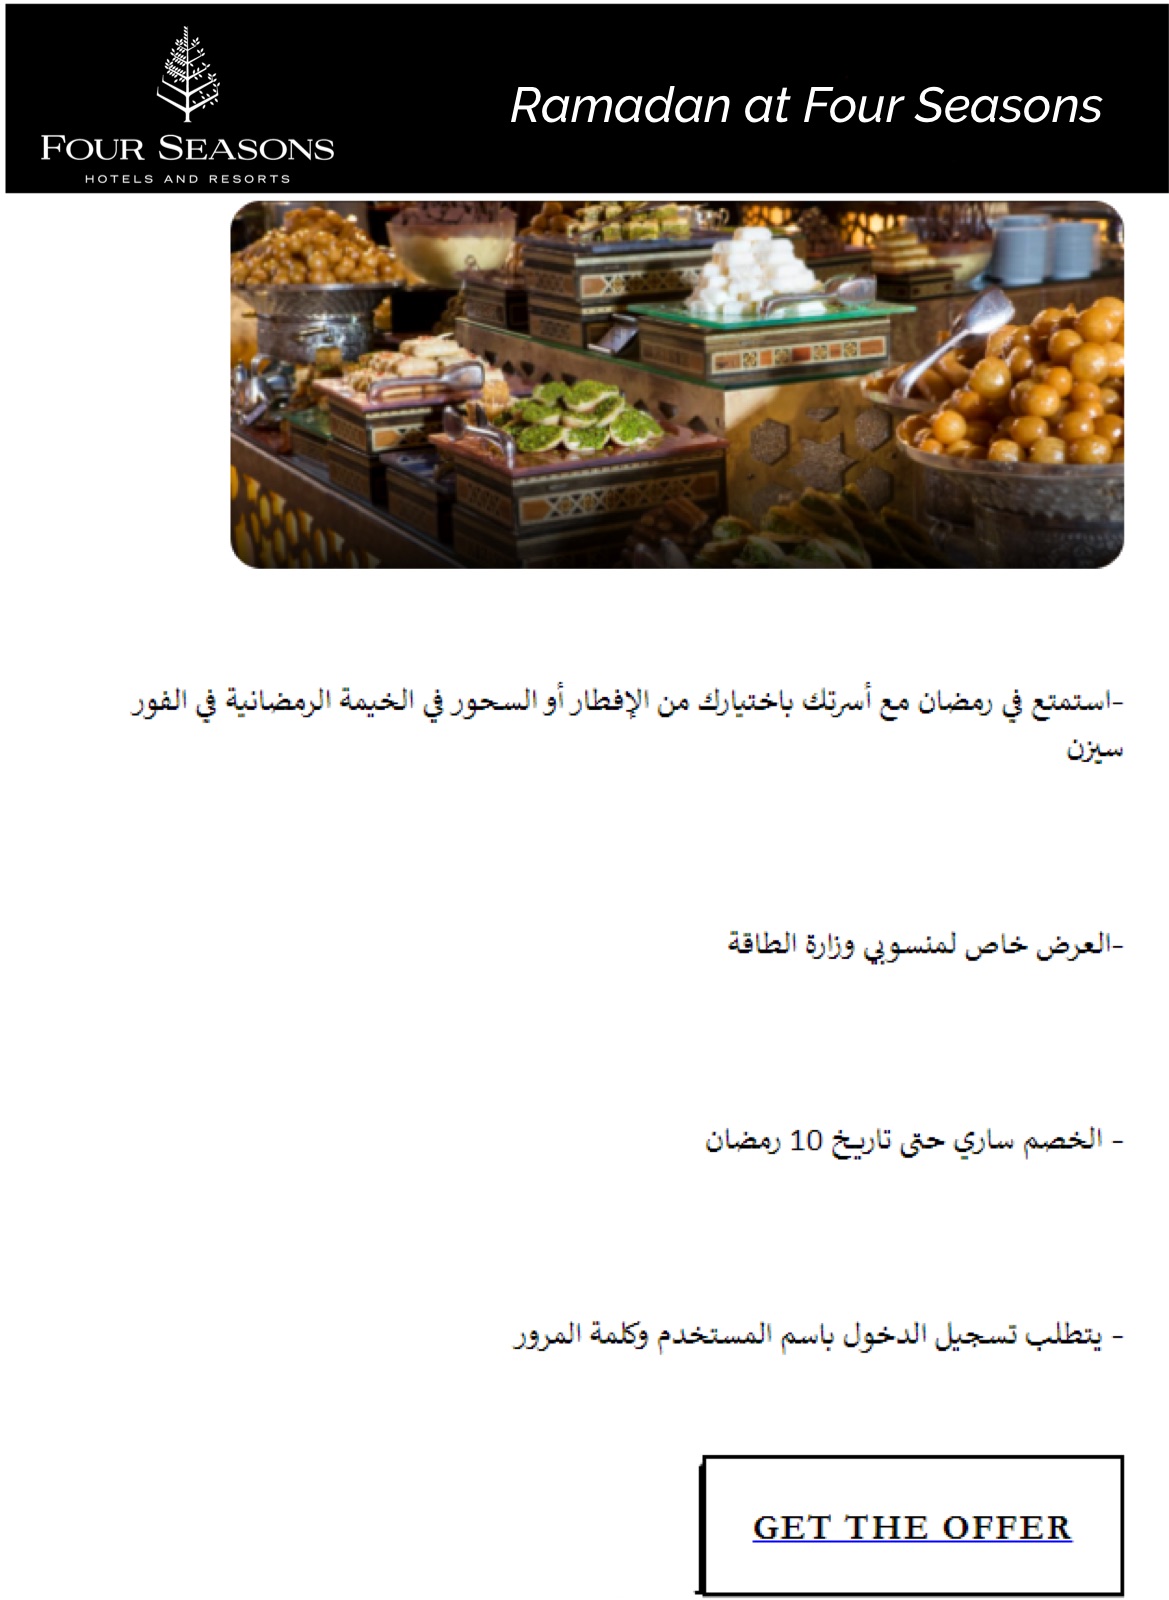 FOUR SEASONS
HOTELS AND RESORTS
Ramadan at Four Seasons
-استمتع في رمضان مع أسرتك باختيارك من الإفطار أو السحور في الخيمة الرمضانية في الفور
سيزن
-العرض خاص لمنسوبي وزارة الطاقة
- الخصم ساري حتى تاريخ 10 رمضان
- يتطلب تسجيل الدخول باسم المستخدم وكلمة المرور
GET THE OFFER